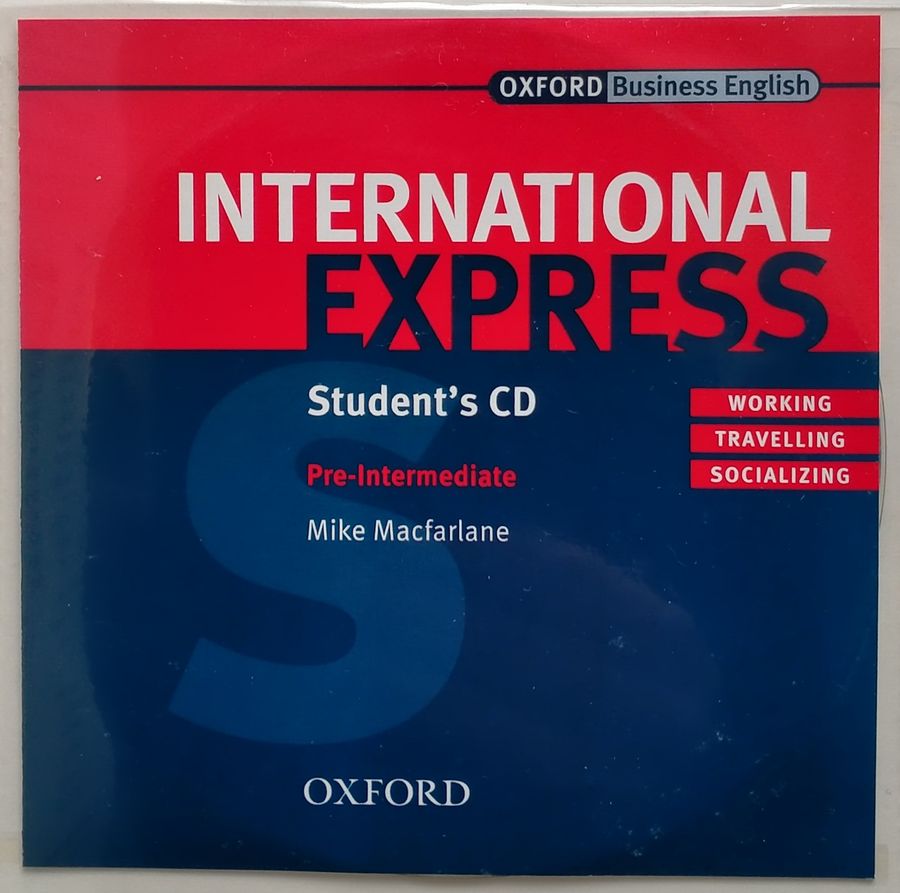 OXFORD Business English
INTERNATIONAL
EXPRESS
Student's CD
Pre-Intermediate
Mike Macfarlane
WORKING
TRAVELLING
SOCIALIZING
S
OXFORD